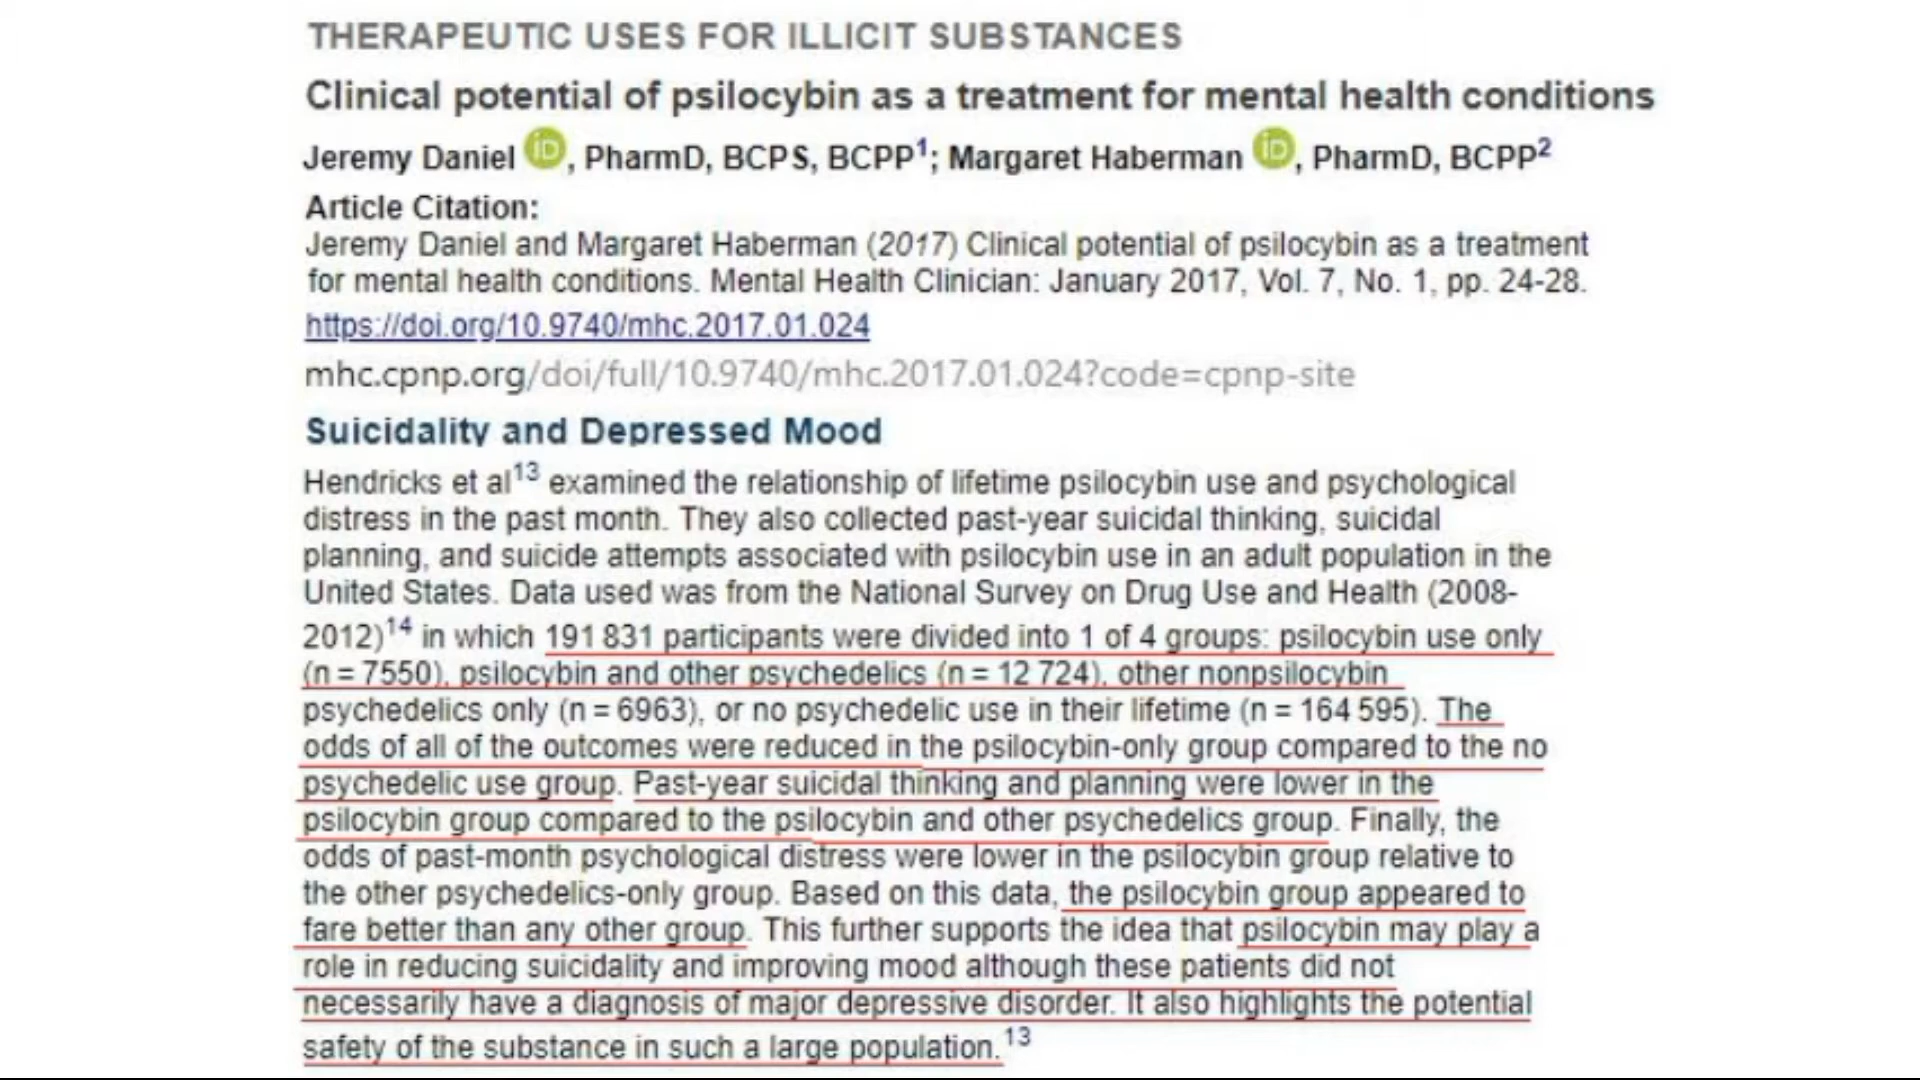 THERAPEUTIC USES FOR ILLICIT SUBSTANCES
Clinical potential of psilocybin as a treatment for mental health conditions
Jeremy Daniel iD, PharmD, BCPS, BCPP1; Margaret Haberman iD, PharmD, BCPP2
Article Citation:
Jeremy Daniel and Margaret Haberman (2017) Clinical potential of psilocybin as a treatment
for mental health conditions. Mental Health Clinician: January 2017, Vol. 7, No. 1, pp. 24-28.
https://doi.org/10.9740/mhc.2017.01.024
mhc.cpnp.org/doi/full/10.9740/mhc.2017.01.024?code=cpnp-site
Suicidality and Depressed Mood
Hendricks et al13 examined the relationship of lifetime psilocybin use and psychological
distress in the past month. They also collected past-year suicidal thinking, suicidal
planning, and suicide attempts associated with psilocybin use in an adult population in the
United States. Data used was from the National Survey on Drug Use and Health (2008-
2012)14 in which 191 831 participants were divided into 1 of 4 groups: psilocybin use only
(n = 7550), psilocybin and other psychedelics (n = 12 724), other nonpsilocybin
psychedelics only (n = 6963), or no psychedelic use in their lifetime (n = 164 595). The
odds of all of the outcomes were reduced in the psilocybin-only group compared to the no
psychedelic use group. Past-year suicidal thinking and planning were lower in the
psilocybin group compared to the psilocybin and other psychedelics group. Finally, the
odds of past-month psychological distress were lower in the psilocybin group relative to
the other psychedelics-only group. Based on this data, the psilocybin group appeared to
fare better than any other group. This further supports the idea that psilocybin may play a
role in reducing suicidality and improving mood although these patients did not
necessarily have a diagnosis of major depressive disorder. It also highlights the potential
safety of the substance in such a large population.13